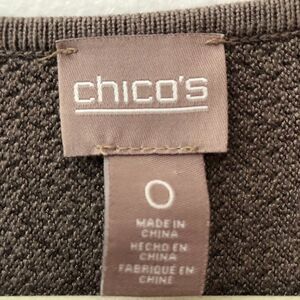 chico's
0
MADE IN
CHINA
HECHO EN
CHINA
FABRIQUÉ EN
CHINE